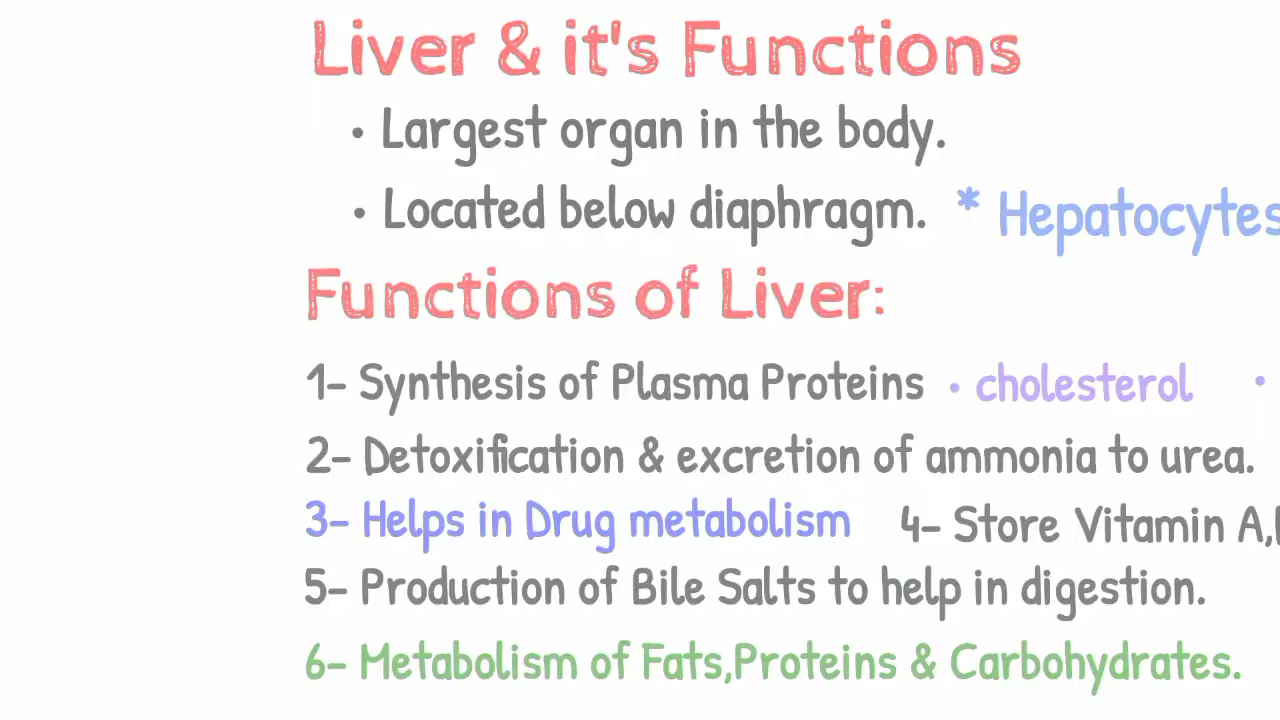 Liver & it's Functions
• Largest organ in the body.
• Located below diaphragm. * Hepatocytes
Functions of Liver:
1- Synthesis of Plasma Proteins • cholesterol •
2- Detoxification & excretion of ammonia to urea.
3- Helps in Drug metabolism 4- Store Vitamin A,
5- Production of Bile Salts to help in digestion.
6- Metabolism of Fats,Proteins & Carbohydrates.